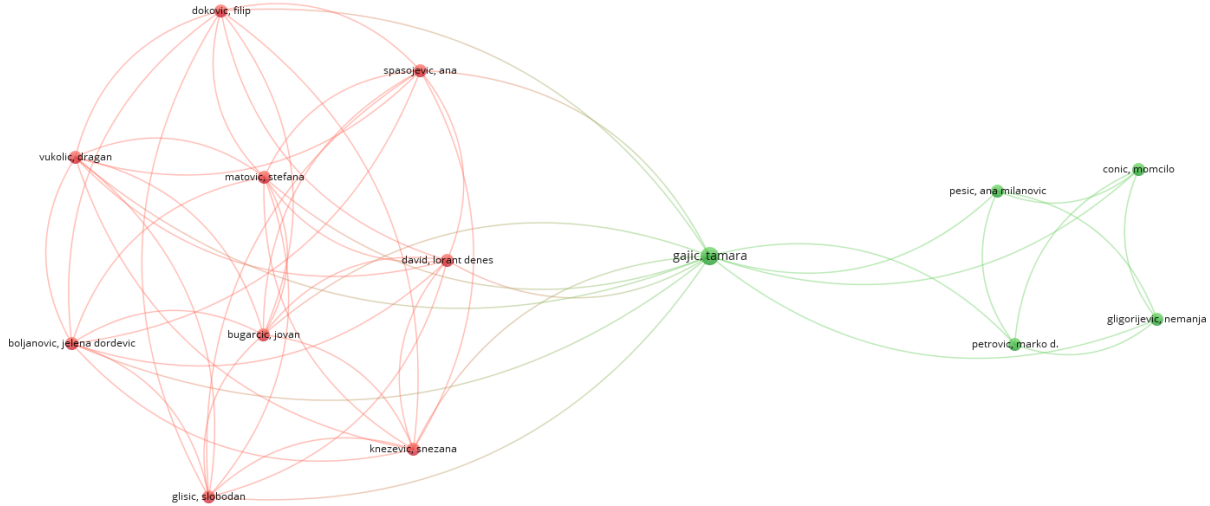 dokovic, filip
spasojevic, ana
vukolic, dragan
conic, momcilo
matovic, stefana
pesic, ana milanovic
gajic, tamara
david, lorant denes
gligorijevic, nemanja
bugarcic, jovan
boljanovic, jelena dordevic
petrovic, marko d.
knezevic, snezana
glisic, slobodan